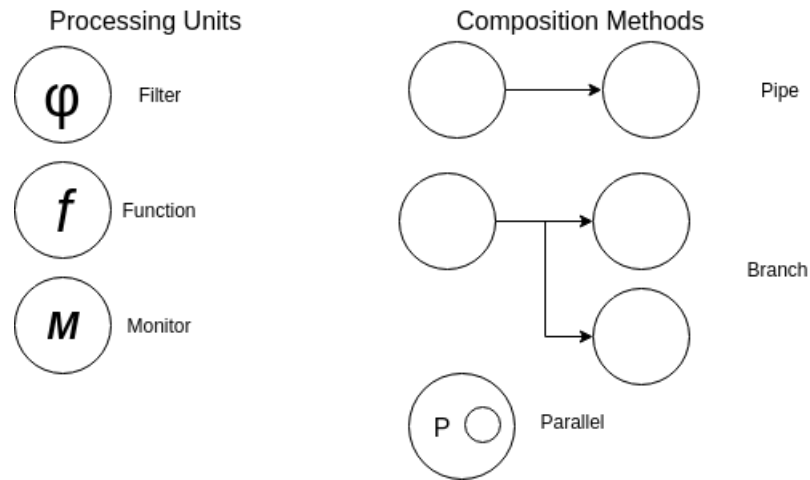 Processing Units
φ
Filter
f
Function
M
Monitor
Composition Methods
Pipe
Branch
P
Parallel